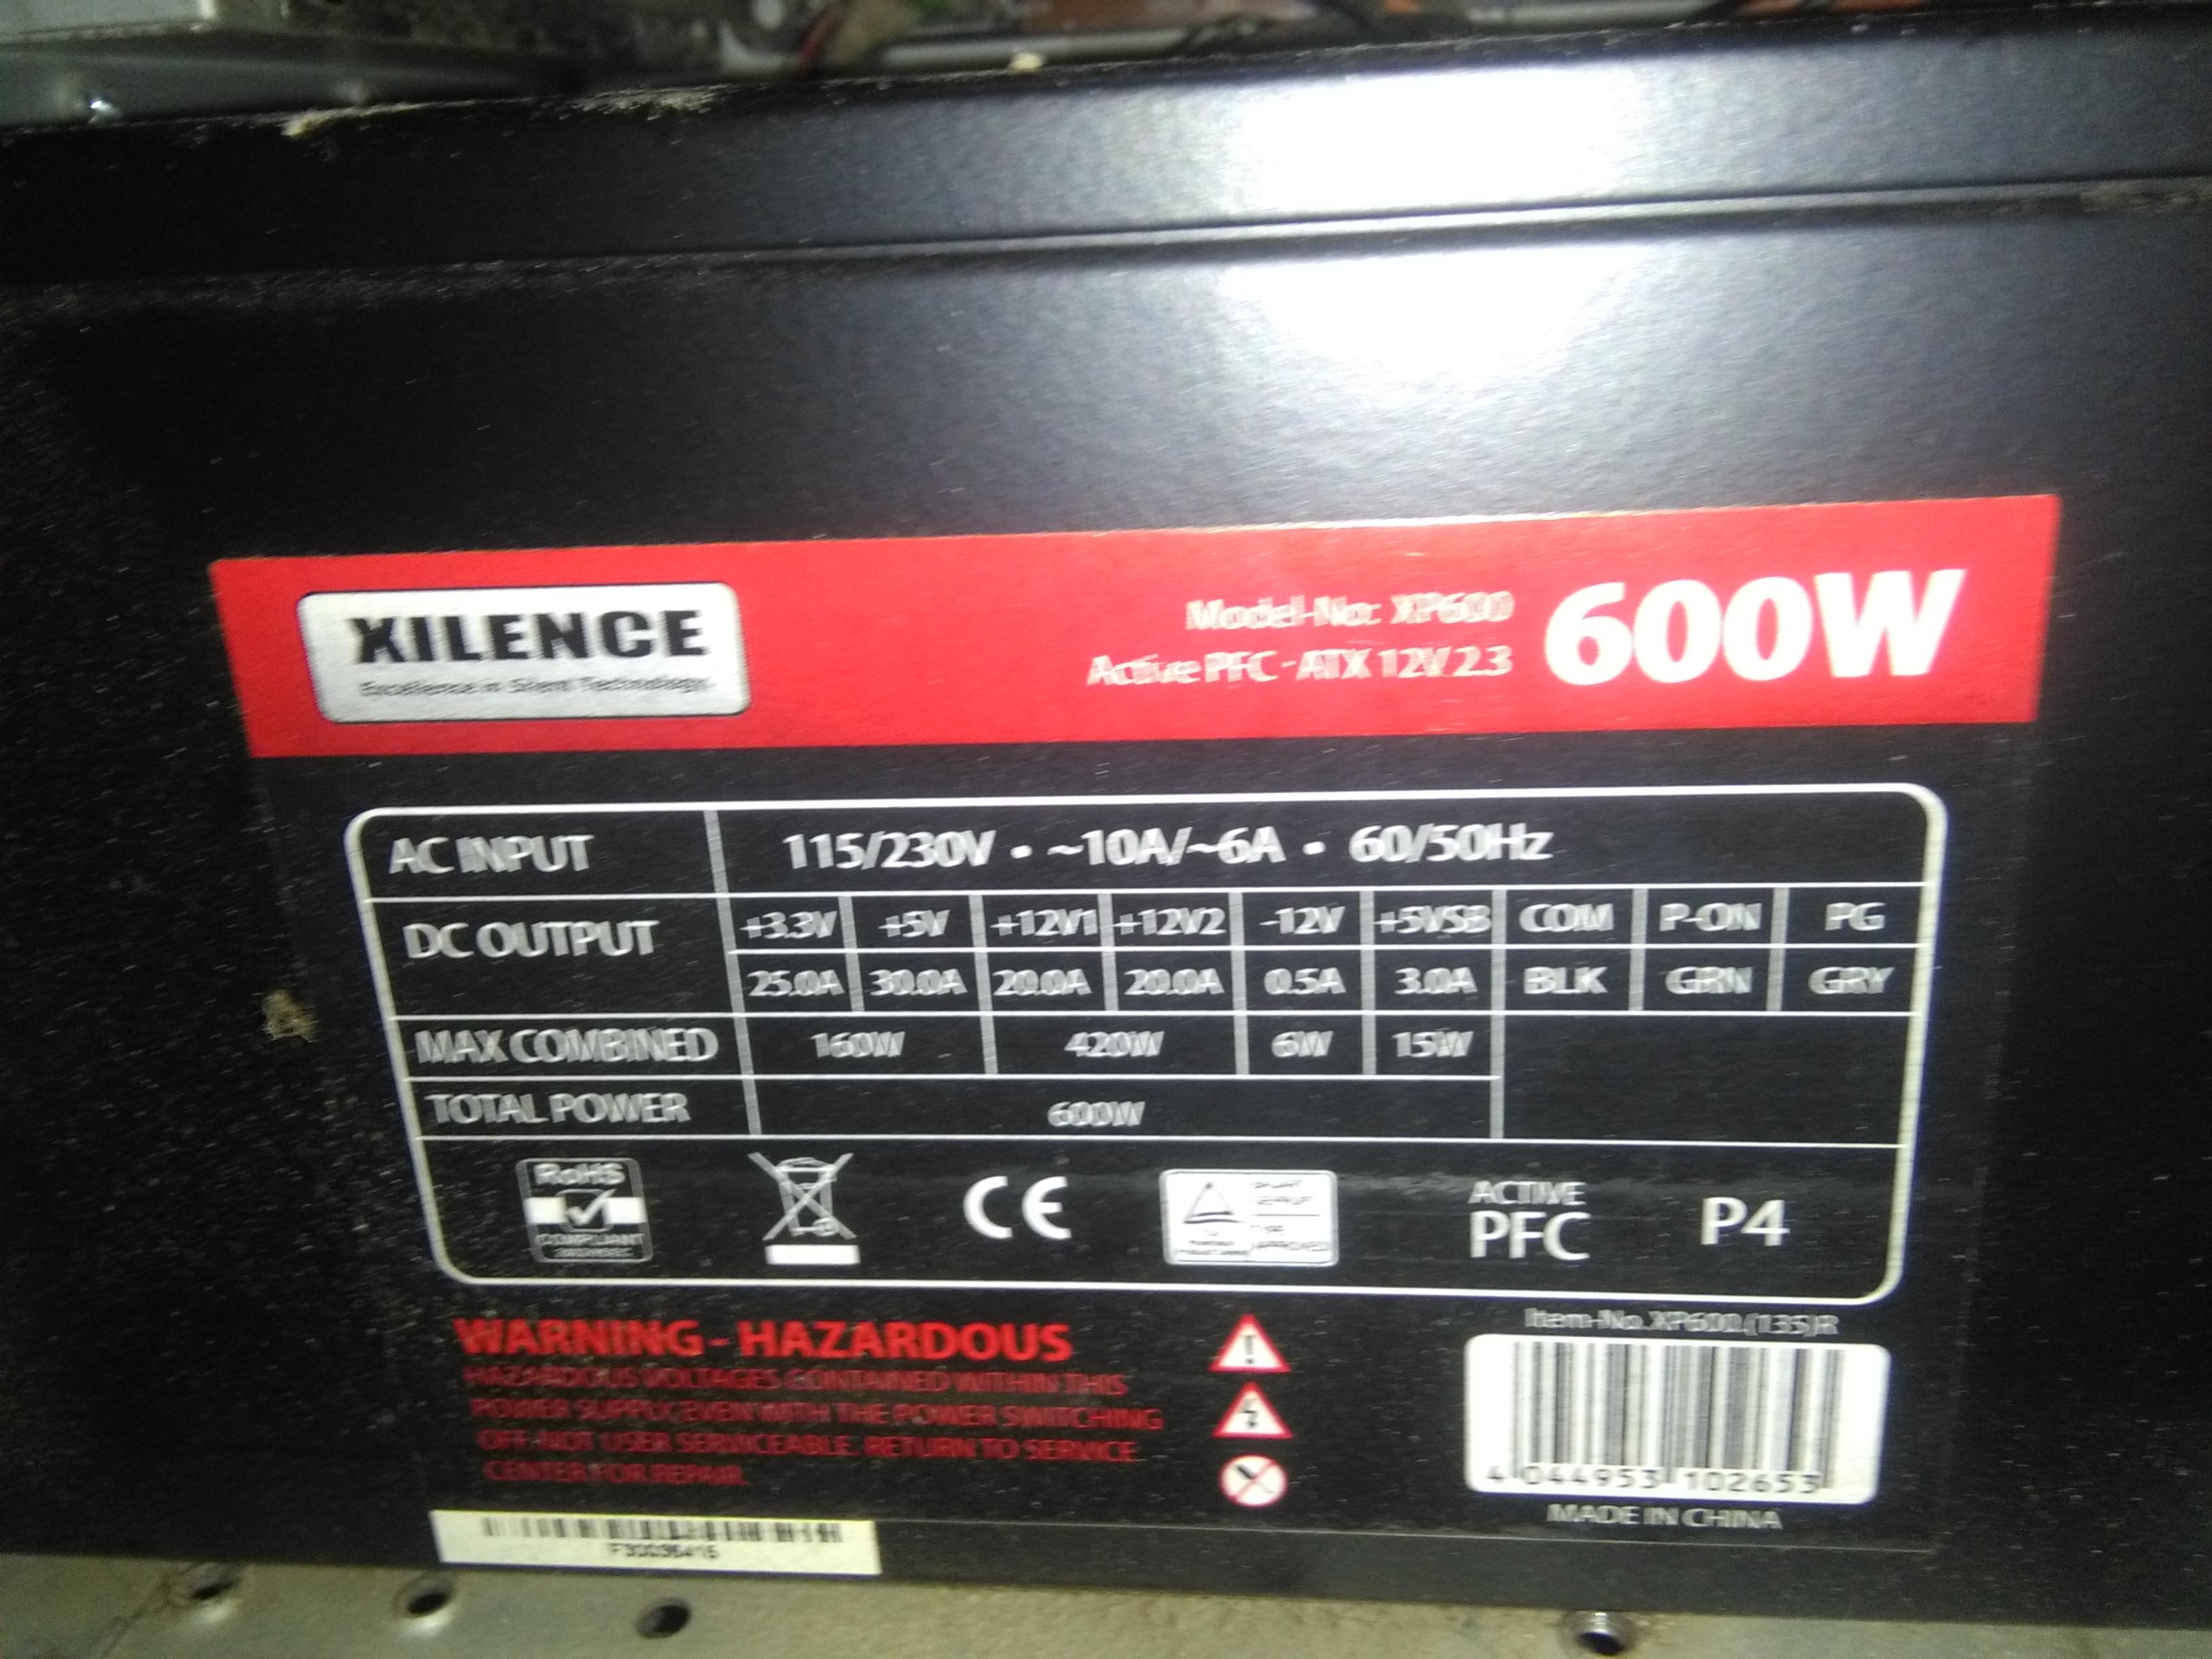 XILENCE
Excellence in Silent Technology
Model-No: XP600
Active PFC - ATX 12V 2.3
600W
AC INPUT 115/230V • ~10A/~6A • 60/50Hz
DC OUTPUT +3.3V +5V +12V1 +12V2 -12V +5VSB COM P-ON PG
25.0A 30.0A 20.0A 20.0A 0.5A 3.0A BLK GRN GRY
MAX COMBINED 160W 420W 6W 15W
TOTAL POWER 600W
RoHS
COMPLIANT
CE
ACTIVE
PFC
P4
WARNING - HAZARDOUS
HAZARDOUS VOLTAGES CONTAINED WITHIN THIS
POWER SUPPLY, EVEN WITH THE POWER SWITCHING
OFF. NOT USER SERVICEABLE. RETURN TO SERVICE
CENTER FOR REPAIR.
Item-No. XP600.(135)R
4 044953 102653
MADE IN CHINA